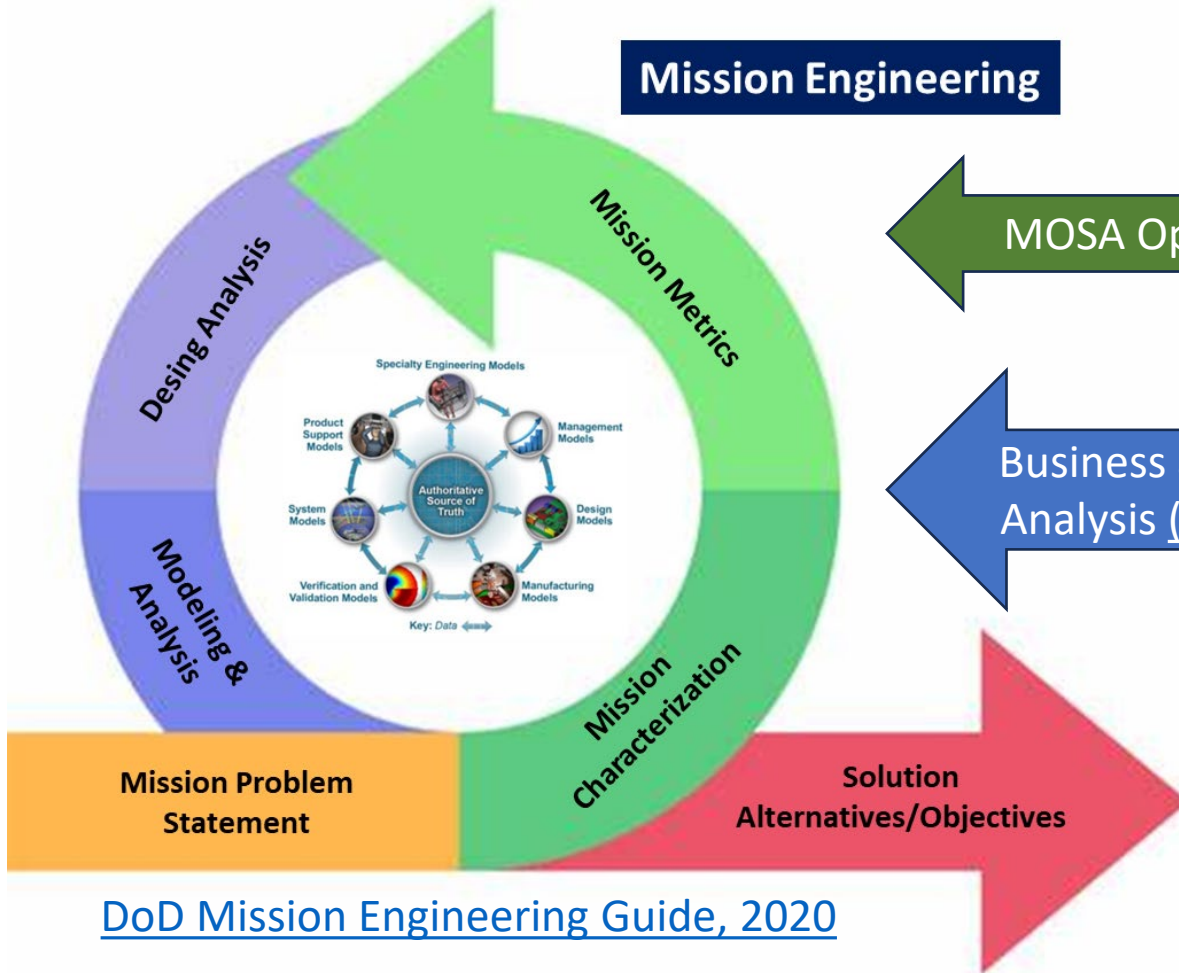 Mission Engineering
MOSA Op
Business
Analysis (
Mission Metrics
Desing Analysis
Modeling &
Analysis
Mission
Characterization
Mission Problem
Statement
Solution
Alternatives/Objectives
Specialty Engineering Models
Product
Support
Models
Management
Models
Authoritative
Source of
Truth
System
Models
Design
Models
Verification and
Validation Models
Manufacturing
Models
Key: Data
DoD Mission Engineering Guide, 2020